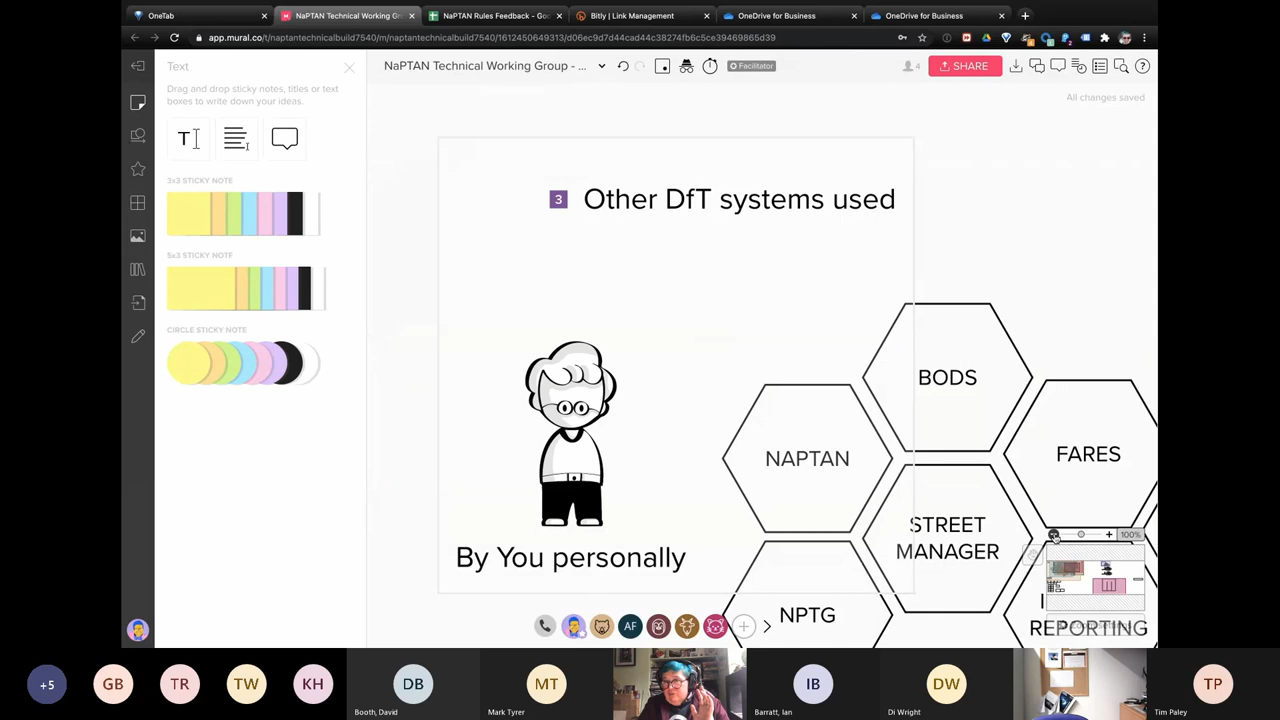 OneTab
NaPTAN Technical Working Gro
NaPTAN Rules Feedback - Goo
Bitly | Link Management
OneDrive for Business
OneDrive for Business
app.mural.co/t/naptantechnicalbuild7540/m/naptantechnicalbuild7540/1612450649313/d06ec9d7d44cad44c38274fb6c5ce39469865d39
Text
NaPTAN Technical Working Group - ...
Facilitator
4
SHARE
Drag and drop sticky notes, titles or text
boxes to write down your ideas.
All changes saved
T
3x3 STICKY NOTE
3
Other DfT systems used
5x3 STICKY NOTE
CIRCLE STICKY NOTE
BODS
NAPTAN
FARES
STREET
MANAGER
100%
By You personally
NPTG
REPORTING
AF
+5
GB
TR
TW
KH
DB
Booth, David
MT
Mark Tyrer
IB
Barratt, Ian
DW
Di Wright
TP
Tim Paley